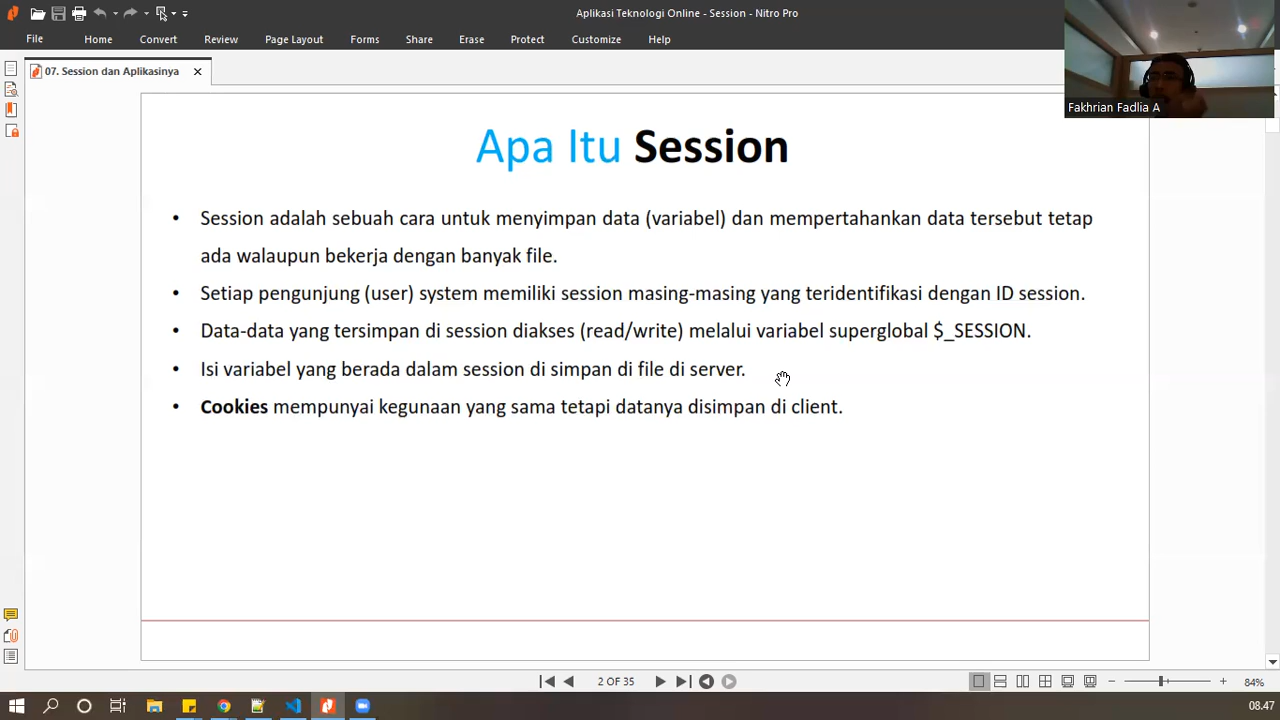 Aplikasi Teknologi Online - Session - Nitro Pro
File Home Convert Review Page Layout Forms Share Erase Protect Customize Help
07. Session dan Aplikasinya
Fakhrian Fadlia A
Apa Itu Session
• Session adalah sebuah cara untuk menyimpan data (variabel) dan mempertahankan data tersebut tetap
ada walaupun bekerja dengan banyak file.
• Setiap pengunjung (user) system memiliki session masing-masing yang teridentifikasi dengan ID session.
• Data-data yang tersimpan di session diakses (read/write) melalui variabel superglobal $_SESSION.
• Isi variabel yang berada dalam session di simpan di file di server.
• Cookies mempunyai kegunaan yang sama tetapi datanya disimpan di client.
2 OF 35
84%
08.47